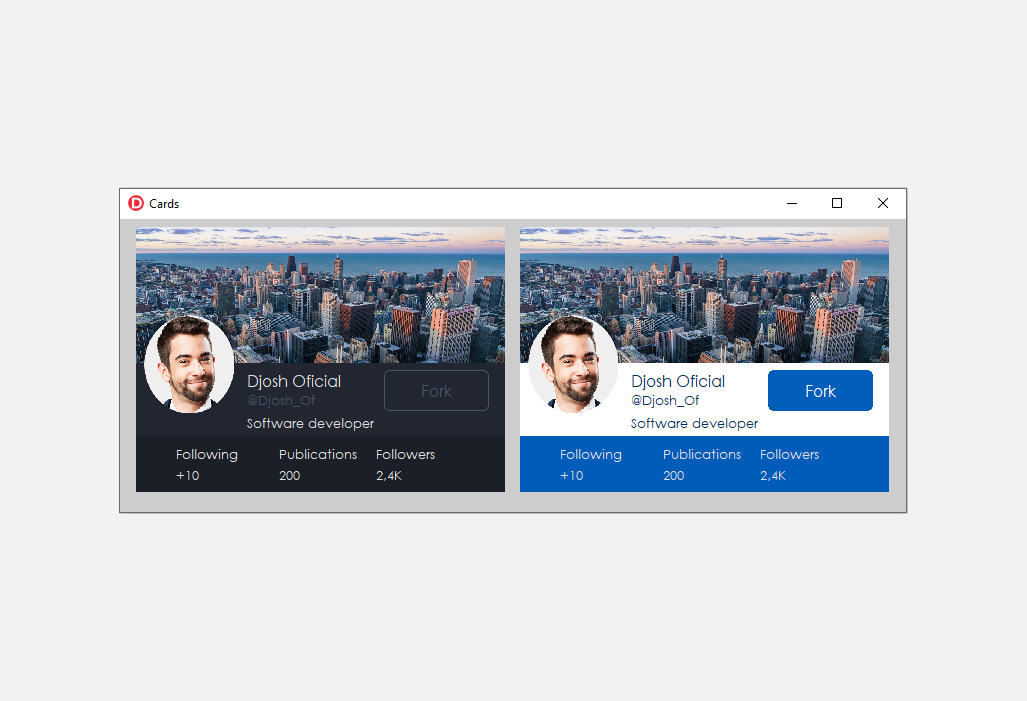 D Cards
Djosh Oficial
@Djosh_Of
Fork
Software developer
Following Publications Followers
+10 200 2,4K
Djosh Oficial
@Djosh_Of
Fork
Software developer
Following Publications Followers
+10 200 2,4K